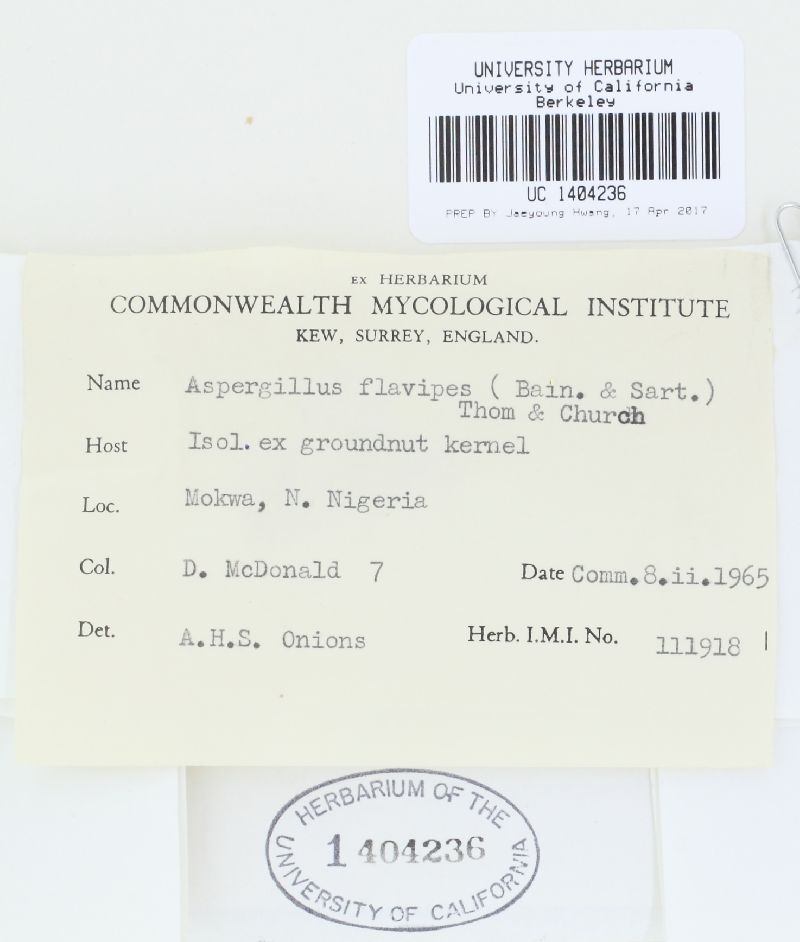 UNIVERSITY HERBARIUM
University of California
Berkeley
UC 1404236
PREP BY Jaeyoung Hwang, 17 Apr 2017
EX HERBARIUM
COMMONWEALTH MYCOLOGICAL INSTITUTE
KEW, SURREY, ENGLAND.
Name Aspergillus flavipes ( Bain. & Sart.)
Thom & Church
Host Isol. ex groundnut kernel
Loc. Mokwa, N. Nigeria
Col. D. McDonald 7 Date Comm.8.ii.1965
Det. A.H.S. Onions Herb. I.M.I. No. 111918
HERBARIUM OF THE
1404236
UNIVERSITY OF CALIFORNIA